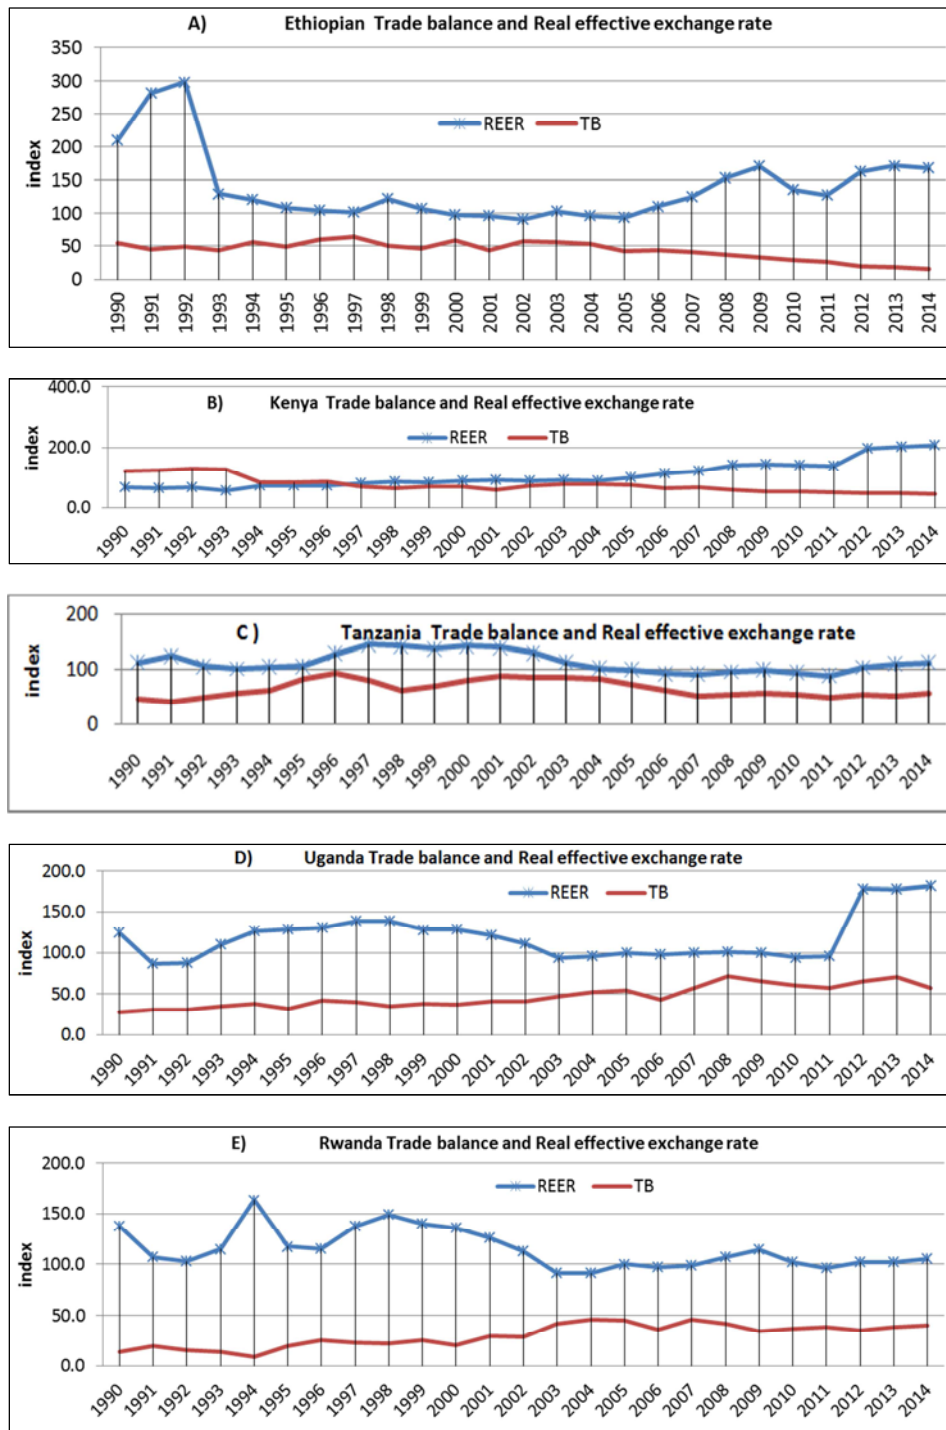 A) Ethiopian Trade balance and Real effective exchange rate
350
300
250
200
150
100
50
0
index
REER TB
1990 1991 1992 1993 1994 1995 1996 1997 1998 1999 2000 2001 2002 2003 2004 2005 2006 2007 2008 2009 2010 2011 2012 2013 2014
B) Kenya Trade balance and Real effective exchange rate
400.0
200.0
0.0
index
REER TB
1990 1991 1992 1993 1994 1995 1996 1997 1998 1999 2000 2001 2002 2003 2004 2005 2006 2007 2008 2009 2010 2011 2012 2013 2014
C ) Tanzania Trade balance and Real effective exchange rate
200
100
0
index
1990 1991 1992 1993 1994 1995 1996 1997 1998 1999 2000 2001 2002 2003 2004 2005 2006 2007 2008 2009 2010 2011 2012 2013 2014
D) Uganda Trade balance and Real effective exchange rate
200.0
150.0
100.0
50.0
0.0
index
REER TB
1990 1991 1992 1993 1994 1995 1996 1997 1998 1999 2000 2001 2002 2003 2004 2005 2006 2007 2008 2009 2010 2011 2012 2013 2014
E) Rwanda Trade balance and Real effective exchange rate
200.0
150.0
100.0
50.0
0.0
index
REER TB
1990 1991 1992 1993 1994 1995 1996 1997 1998 1999 2000 2001 2002 2003 2004 2005 2006 2007 2008 2009 2010 2011 2012 2013 2014